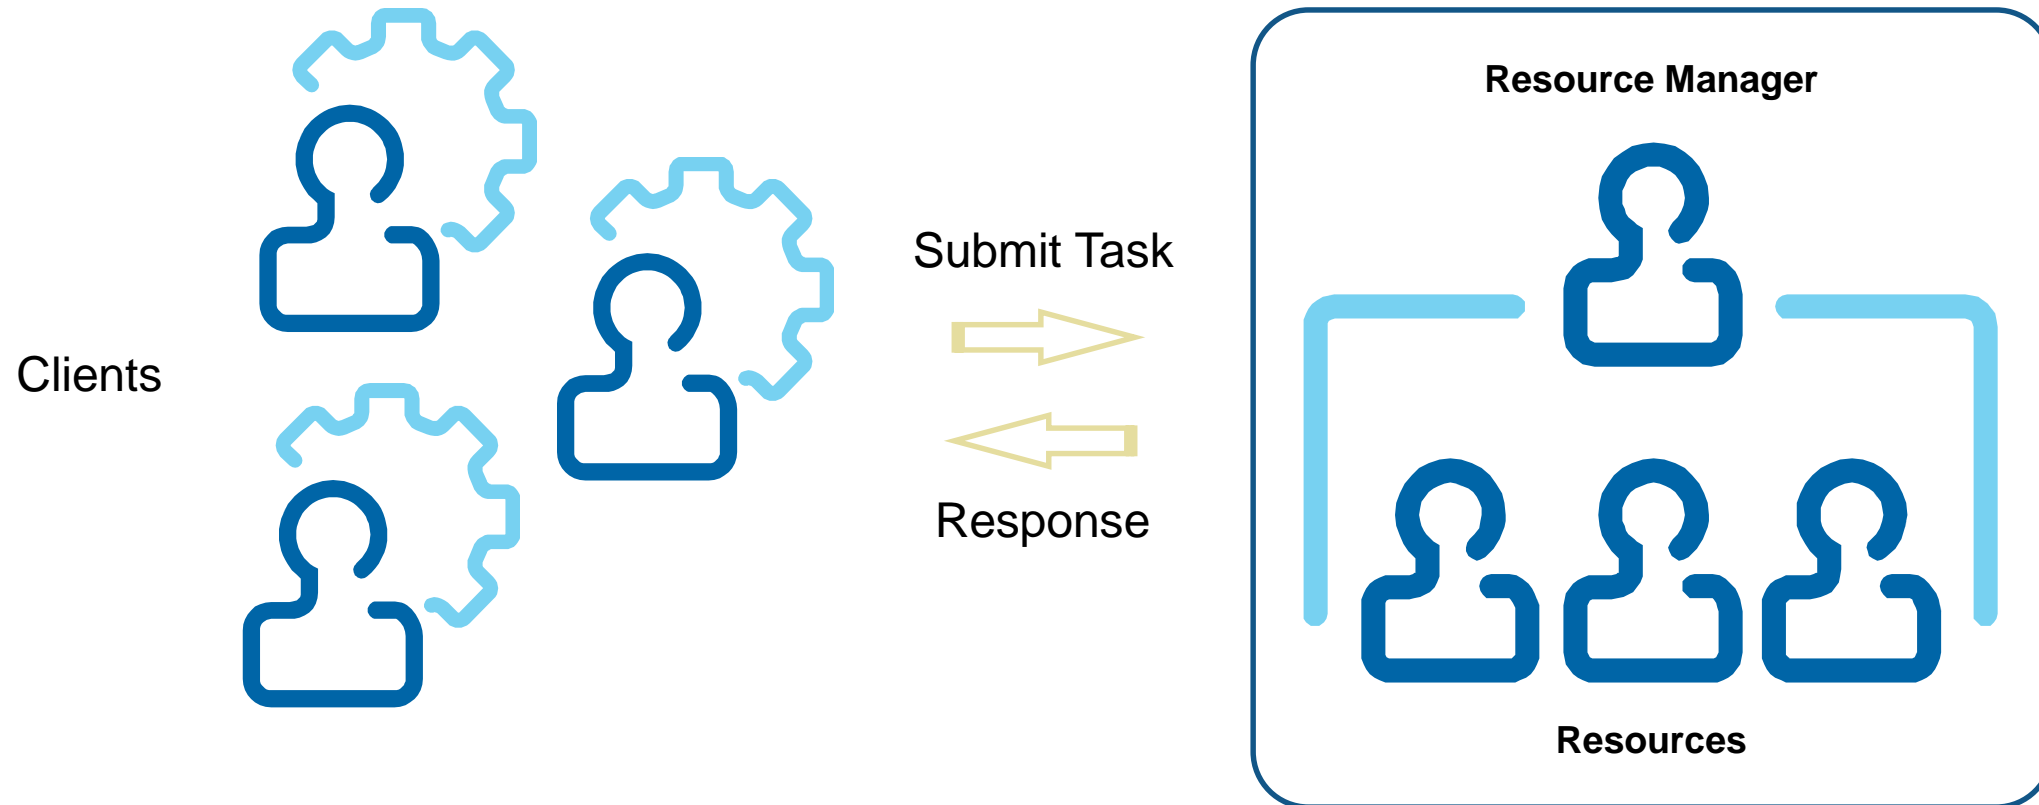 Clients
Submit Task
Response
Resource Manager
Resources